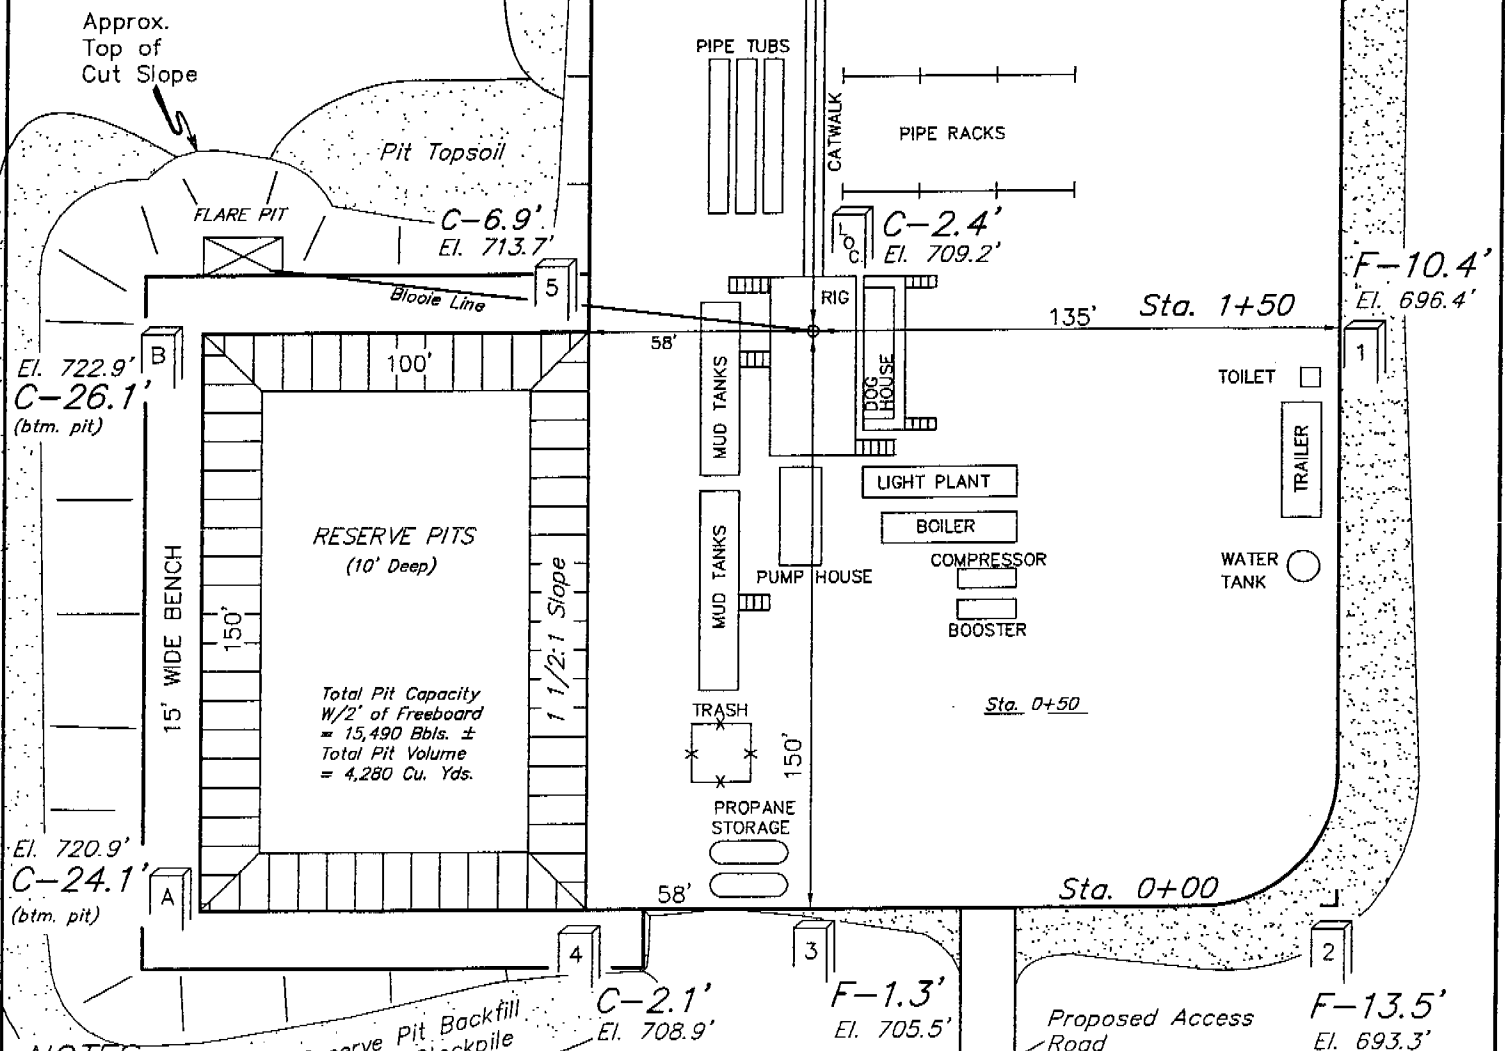 Approx.
Top of
Cut Slope
PIPE TUBS
CATWALK
PIPE RACKS
Pit Topsoil
FLARE PIT
C-6.9'
El. 713.7'
LOC.
C-2.4'
El. 709.2'
F-10.4'
El. 696.4'
5
Blooie Line
RIG
135'
Sta. 1+50
58'
1
B
El. 722.9'
C-26.1'
(btm. pit)
100'
MUD TANKS
DOG
HOUSE
TOILET
TRAILER
LIGHT PLANT
BOILER
RESERVE PITS
(10' Deep)
15' WIDE BENCH
150'
1 1/2:1 Slope
MUD TANKS
PUMP HOUSE
COMPRESSOR
BOOSTER
WATER
TANK
Total Pit Capacity
W/2' of Freeboard
= 15,490 Bbls. ±
Total Pit Volume
= 4,280 Cu. Yds.
TRASH
Sta. 0+50
150'
PROPANE
STORAGE
El. 720.9'
C-24.1'
(btm. pit)
A
58'
Sta. 0+00
4
3
2
C-2.1'
El. 708.9'
F-1.3'
El. 705.5'
F-13.5'
El. 693.3'
Pit Backfill
Proposed Access
Road
NOTES